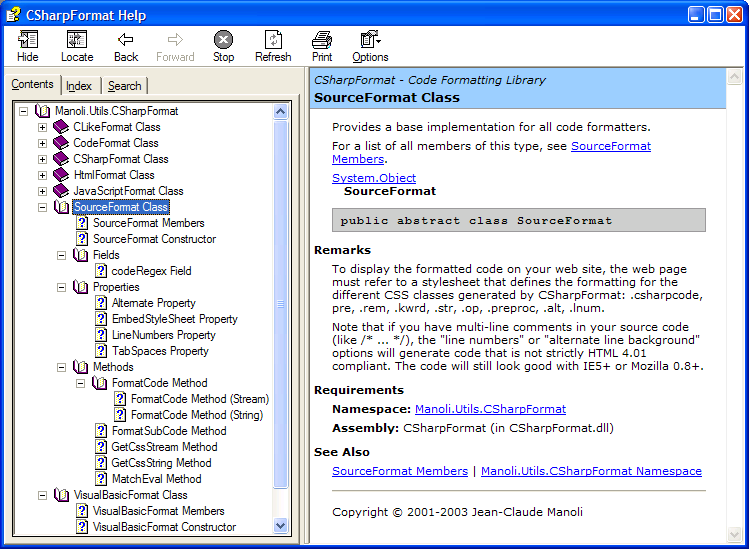 CSharpFormat Help
Hide
Locate
Back
Forward
Stop
Refresh
Print
Options
Contents
Index
Search
Manoli.Utils.CSharpFormat
CLikeFormat Class
CodeFormat Class
CSharpFormat Class
HtmlFormat Class
JavaScriptFormat Class
SourceFormat Class
SourceFormat Members
SourceFormat Constructor
Fields
codeRegex Field
Properties
Alternate Property
EmbedStyleSheet Property
LineNumbers Property
TabSpaces Property
Methods
FormatCode Method
FormatCode Method (Stream)
FormatCode Method (String)
FormatSubCode Method
GetCssStream Method
GetCssString Method
MatchEval Method
VisualBasicFormat Class
VisualBasicFormat Members
VisualBasicFormat Constructor
CSharpFormat - Code Formatting Library
SourceFormat Class
Provides a base implementation for all code formatters.
For a list of all members of this type, see SourceFormat
Members.
System.Object
SourceFormat
public abstract class SourceFormat
Remarks
To display the formatted code on your web site, the web page
must refer to a stylesheet that defines the formatting for the
different CSS classes generated by CSharpFormat: .csharpcode,
pre, .rem, .kwrd, .str, .op, .preproc, .alt, .lnum.
Note that if you have multi-line comments in your source code
(like /* ... */), the "line numbers" or "alternate line background"
options will generate code that is not strictly HTML 4.01
compliant. The code will still look good with IE5+ or Mozilla 0.8+.
Requirements
Namespace: Manoli.Utils.CSharpFormat
Assembly: CSharpFormat (in CSharpFormat.dll)
See Also
SourceFormat Members | Manoli.Utils.CSharpFormat Namespace
Copyright © 2001-2003 Jean-Claude Manoli